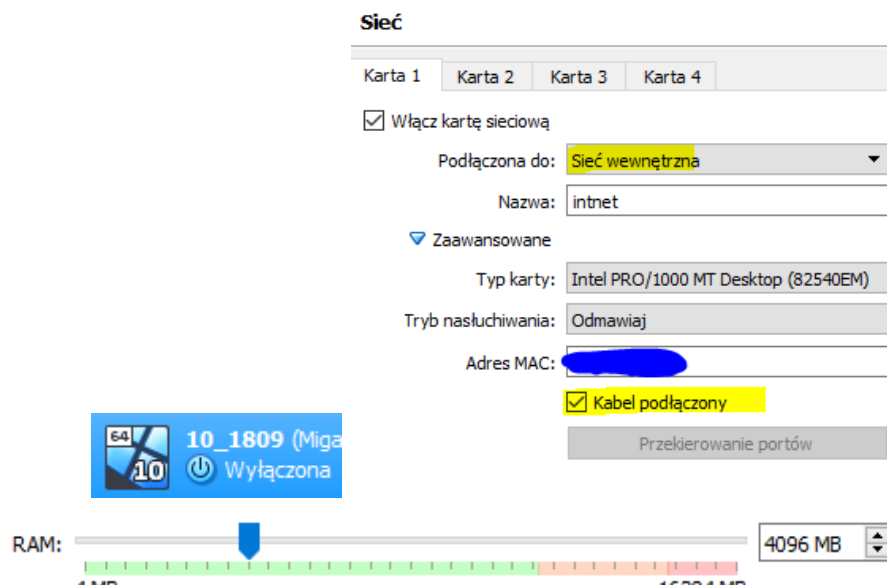 Sieć
Karta 1 Karta 2 Karta 3 Karta 4
Włącz kartę sieciową
Podłączona do: Sieć wewnętrzna
Nazwa: intnet
Zaawansowane
Typ karty: Intel PRO/1000 MT Desktop (82540EM)
Tryb nasłuchiwania: Odmawiaj
Adres MAC:
Kabel podłączony
Przekierowanie portów
64 10 10_1809 (Miga
Wyłączona
RAM: 4096 MB